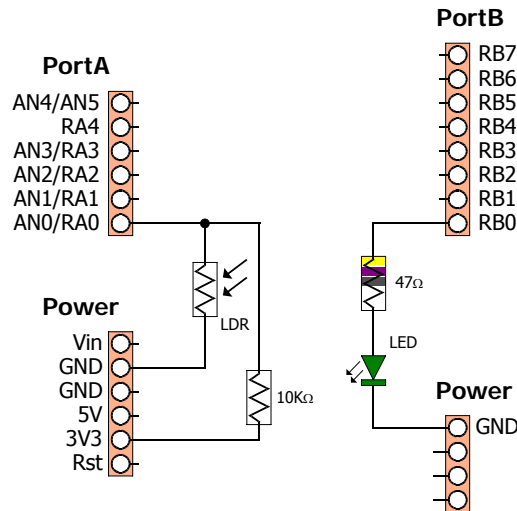 PortB
RB7
RB6
RB5
RB4
RB3
RB2
RB1
RB0
PortA
AN4/AN5
RA4
AN3/RA3
AN2/RA2
AN1/RA1
AN0/RA0
LDR
47Ω
Power
Vin
GND
GND
5V
3V3
Rst
10KΩ
LED
Power
GND